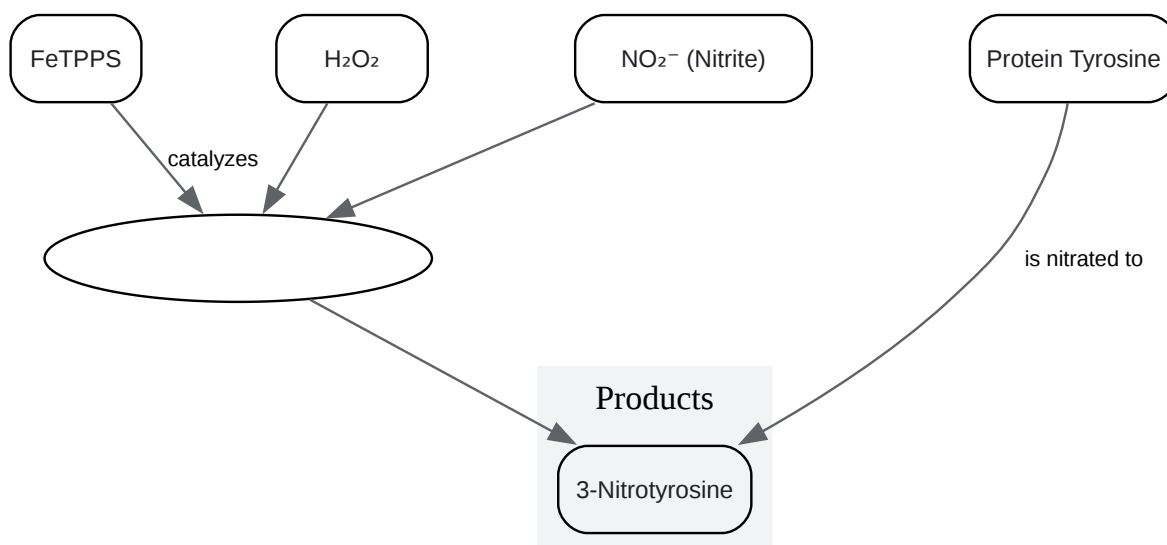 FeTPPS
H₂O₂
NO₂⁻ (Nitrite)
Protein Tyrosine
catalyzes
is nitrated to
Products
3-Nitrotyrosine